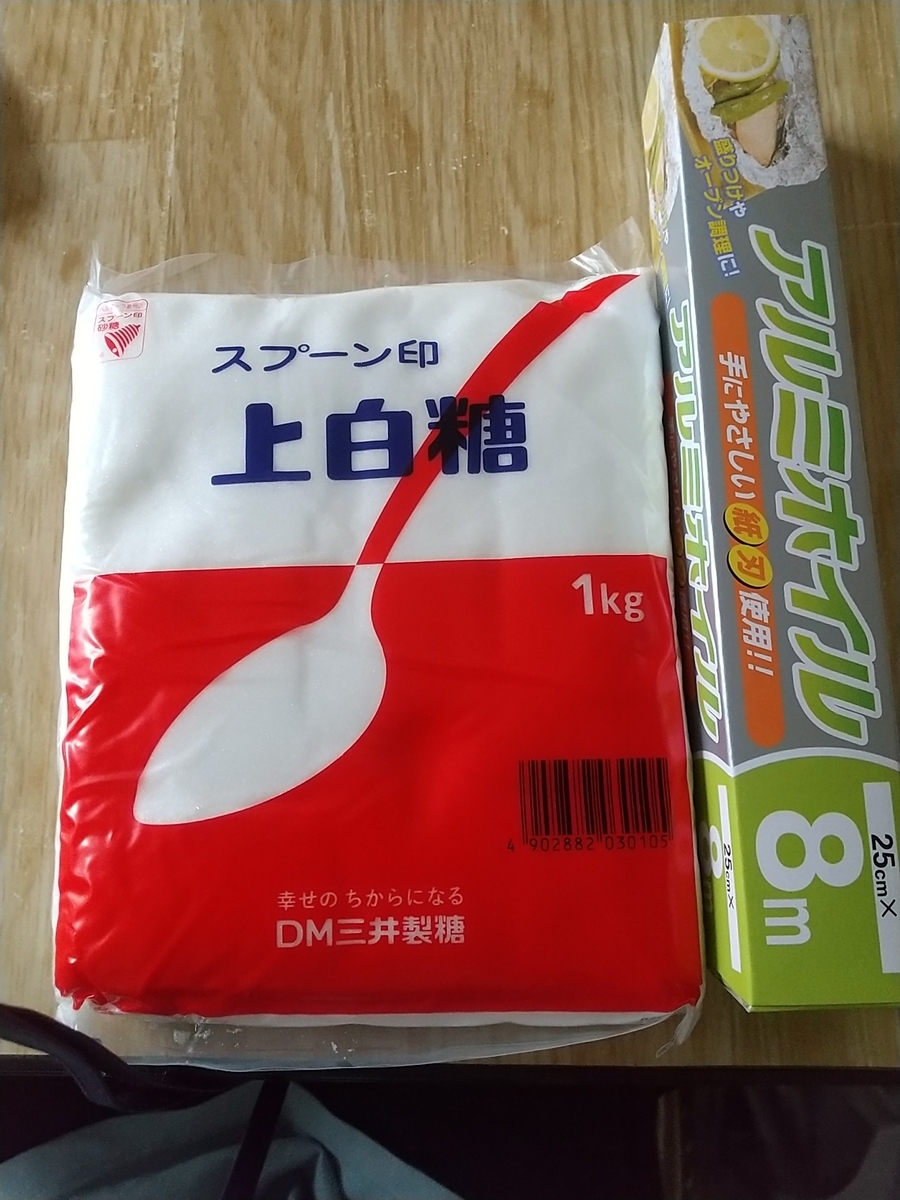 スプーン印
砂糖
スプーン印
上白糖
1kg
4 902882 030105
幸せの ちからになる
DM三井製糖
盛りつけや
オーブン調理に!
アルミホイル
手にやさしい紙刃使用!!
25cm×
8m
アルミホイル
25cm×
8